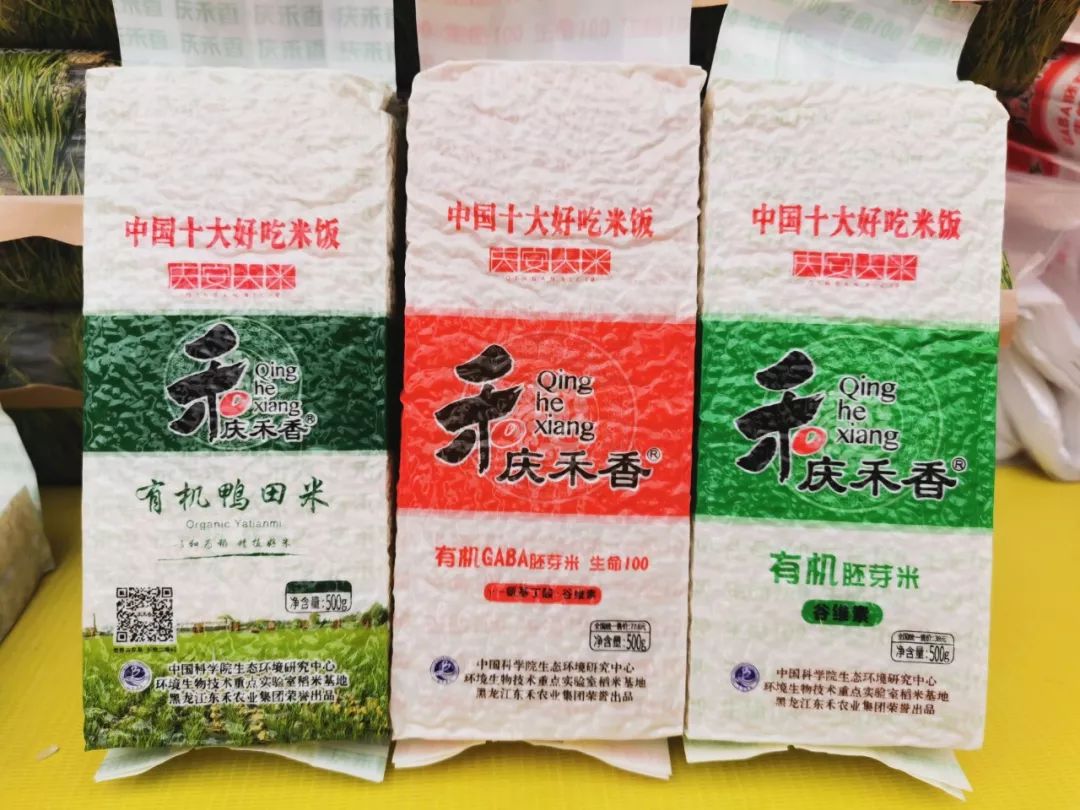 中国十大好吃米饭
庆安大米
QINGANRICE
Qing
he
xiang
庆禾香®
有机鸭田米
Organic Yatianmi
净含量:500g
中国科学院生态环境研究中心
环境生物技术重点实验室稻米基地
黑龙江东禾农业集团荣誉出品
中国十大好吃米饭
庆安大米
Qing
he
xiang
庆禾香®
有机GABA胚芽米 生命100
γ-氨基丁酸 谷维素
净含量:500g
中国科学院生态环境研究中心
环境生物技术重点实验室稻米基地
黑龙江东禾农业集团荣誉出品
中国十大好吃米饭
庆安大米
Qing
he
xiang
庆禾香®
有机胚芽米
谷维素
净含量:500g
中国科学院生态环境研究中心
环境生物技术重点实验室稻米基地
黑龙江东禾农业集团荣誉出品